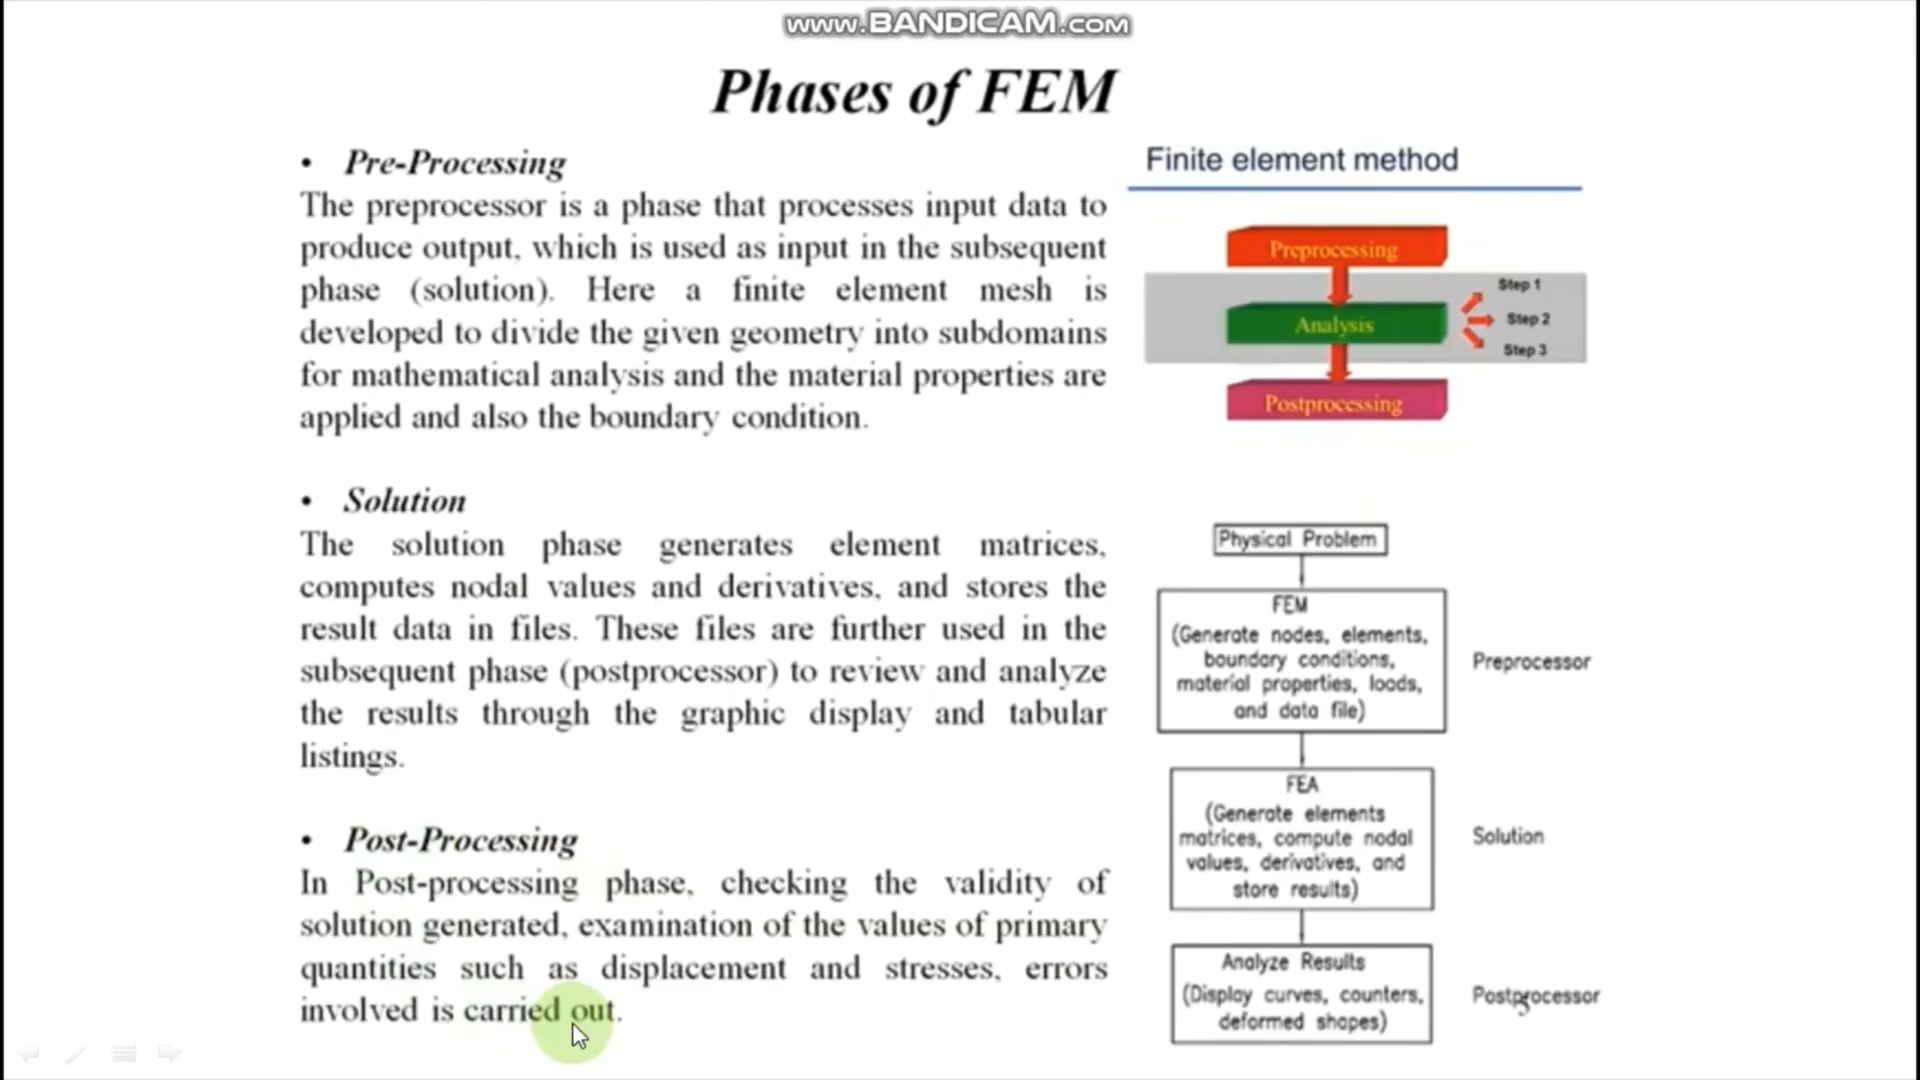 www.BANDICAM.com
Phases of FEM
• Pre-Processing
The preprocessor is a phase that processes input data to
produce output, which is used as input in the subsequent
phase (solution). Here a finite element mesh is
developed to divide the given geometry into subdomains
for mathematical analysis and the material properties are
applied and also the boundary condition.
• Solution
The solution phase generates element matrices,
computes nodal values and derivatives, and stores the
result data in files. These files are further used in the
subsequent phase (postprocessor) to review and analyze
the results through the graphic display and tabular
listings.
• Post-Processing
In Post-processing phase, checking the validity of
solution generated, examination of the values of primary
quantities such as displacement and stresses, errors
involved is carried out.
Finite element method
Preprocessing
Analysis
Step 1
Step 2
Step 3
Postprocessing
Physical Problem
FEM
(Generate nodes, elements,
boundary conditions,
material properties, loads,
and data file)
Preprocessor
FEA
(Generate elements
matrices, compute nodal
values, derivatives, and
store results)
Solution
Analyze Results
(Display curves, counters,
deformed shapes)
Postprocessor
5